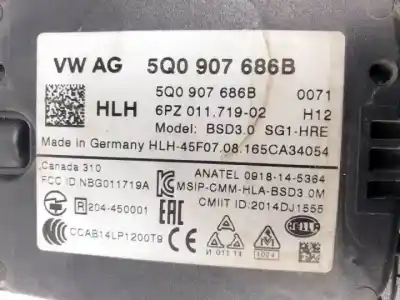 VW AG 5Q0 907 686B
5Q0 907 686B 0071
HLH 6PZ 011.719-02 H12
Model: BSD3.0 SG1-HRE
Made in Germany HLH-45F07.08.165CA34054
Canada 310 ANATEL 0918-14-5364
FCC ID NBG011719A MSIP-CMM-HLA-BSD3.0M
R 204-450001 EAC CMIIT ID:2014DJ1555
CCAB14LP1200T9